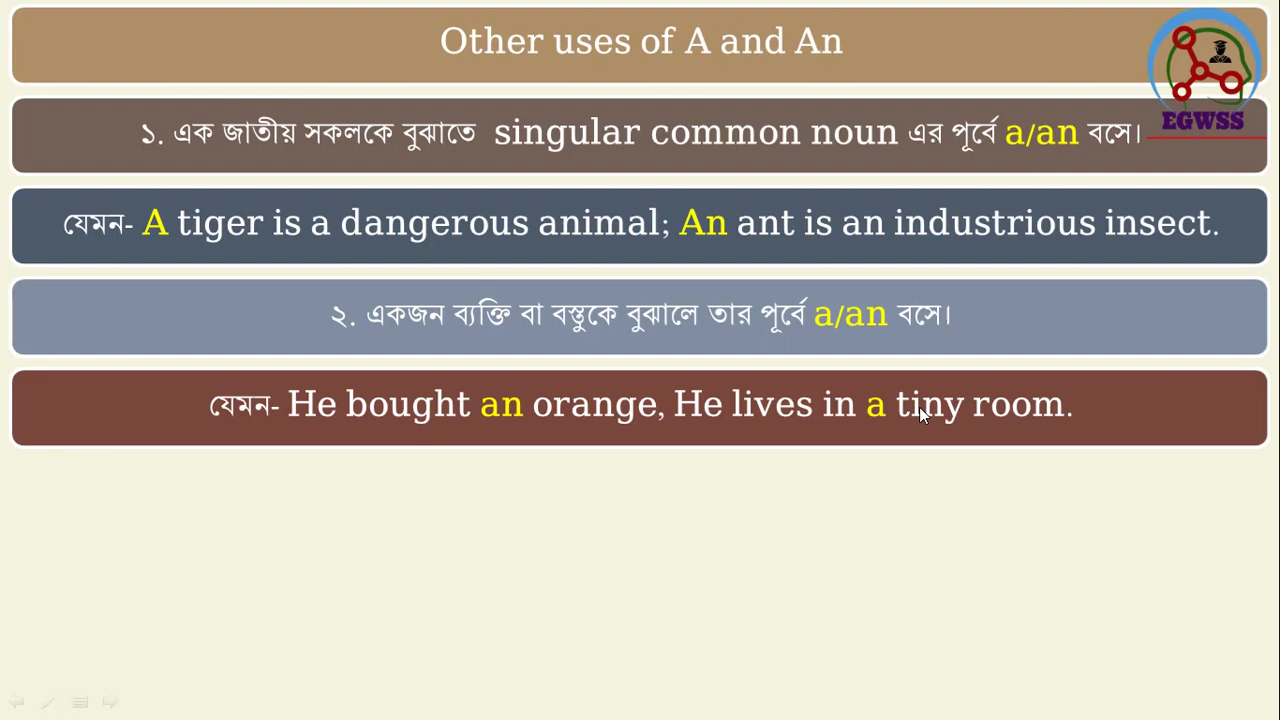 Other uses of A and An
EGWSS
১. এক জাতীয় সকলকে বুঝাতে singular common noun এর পূর্বে a/an বসে।
যেমন- A tiger is a dangerous animal; An ant is an industrious insect.
২. একজন ব্যক্তি বা বস্তুকে বুঝালে তার পূর্বে a/an বসে।
যেমন- He bought an orange, He lives in a tiny room.